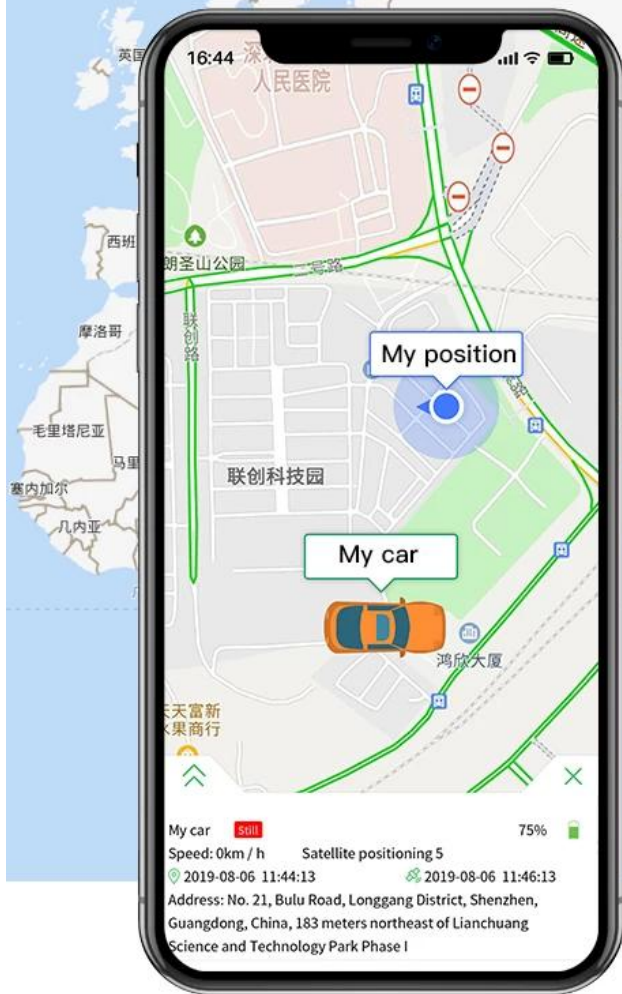 英国
西班
摩洛哥
毛里塔尼亚
马里
塞内加尔
几内亚
16:44
人民医院
朗圣山公园
二号路
联创路
My position
联创科技园
My car
鸿欣大厦
天富新
果商行
My car Still 75%
Speed: 0km / h Satellite positioning 5
2019-08-06 11:44:13 2019-08-06 11:46:13
Address: No. 21, Bulu Road, Longgang District, Shenzhen,
Guangdong, China, 183 meters northeast of Lianchuang
Science and Technology Park Phase I